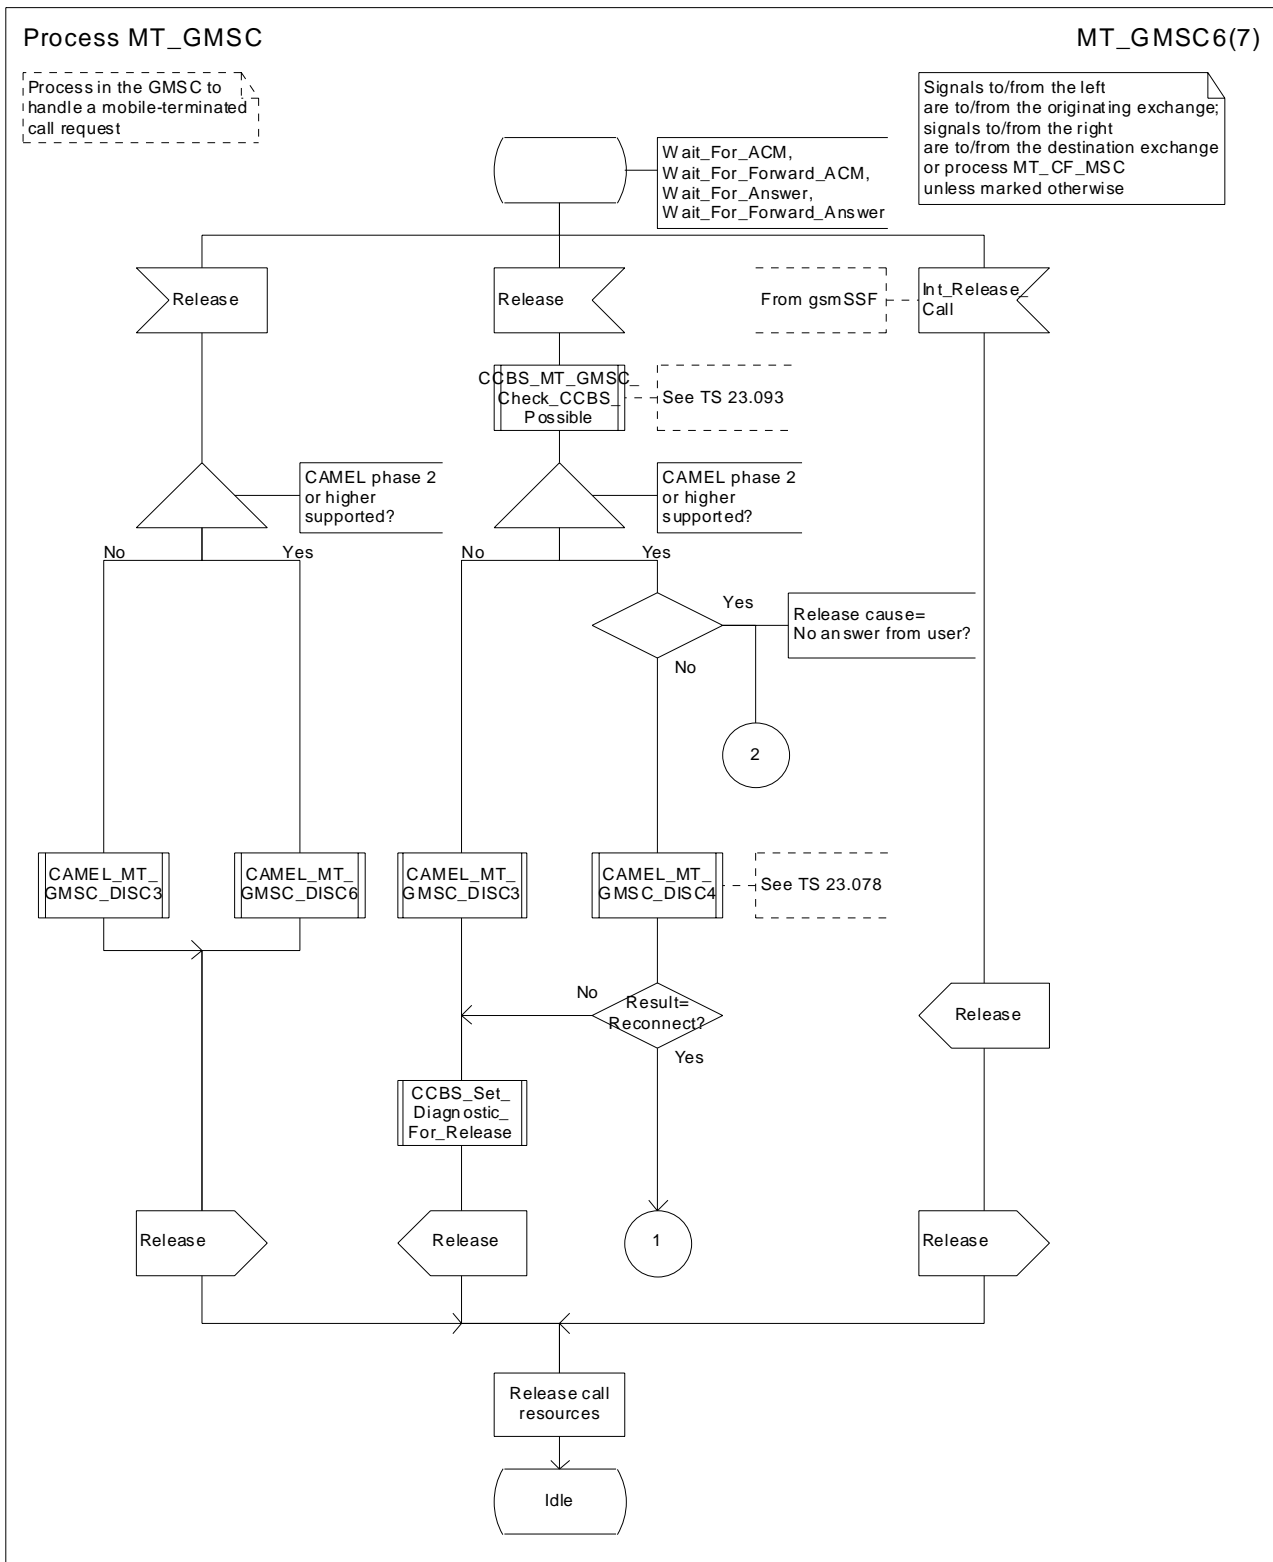 Process MT_GMSC
MT_GMSC6(7)
Process in the GMSC to
handle a mobile-terminated
call request
Signals to/from the left
are to/from the originating exchange;
signals to/from the right
are to/from the destination exchange
or process MT_CF_MSC
unless marked otherwise
Wait_For_ACM,
Wait_For_Forward_ACM,
Wait_For_Answer,
Wait_For_Forward_Answer
Release
Release
From gsmSSF
Int_Release_
Call
CCBS_MT_GMSC_
Check_CCBS_
Possible
See TS 23.093
CAMEL phase 2
or higher
supported?
CAMEL phase 2
or higher
supported?
No
Yes
No
Yes
Yes
Release cause=
No answer from user?
No
2
CAMEL_MT_
GMSC_DISC3
CAMEL_MT_
GMSC_DISC6
CAMEL_MT_
GMSC_DISC3
CAMEL_MT_
GMSC_DISC4
See TS 23.078
No
Result=
Reconnect?
Release
Yes
CCBS_Set_
Diagnostic_
For_Release
Release
Release
1
Release
Release call
resources
Idle